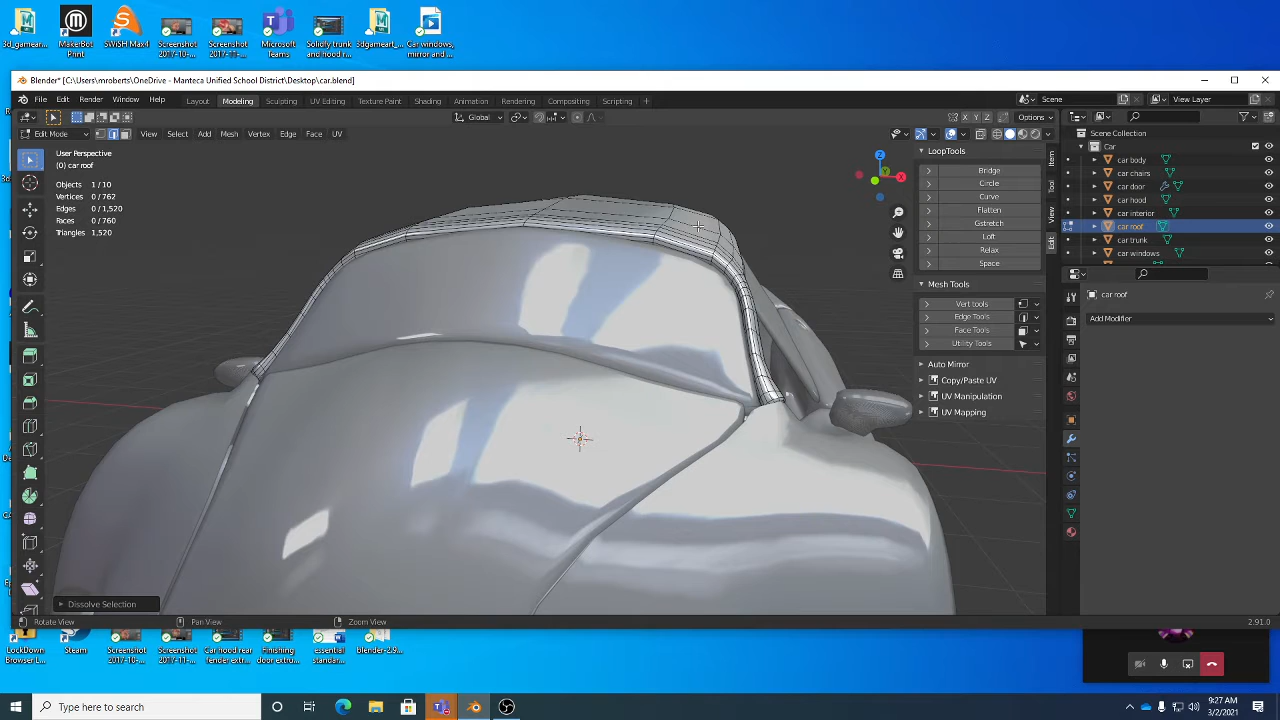 3d_gamear...
MakerBot Print
SWiSH Max4
Screenshot 2017-10-...
Screenshot 2017-11-...
Microsoft Teams
Solidify trunk and hood r...
3dgameart_...
Car windows, mirror and ...
Blender* [C:\Users\mroberts\OneDrive - Manteca Unified School District\Desktop\car.blend]
File Edit Render Window Help
Layout Modeling Sculpting UV Editing Texture Paint Shading Animation Rendering Compositing Scripting +
Scene
View Layer
Global
X Y Z
Options
Edit Mode View Select Add Mesh Vertex Edge Face UV
User Perspective
(0) car roof
Objects 1 / 10
Vertices 0 / 762
Edges 0 / 1,520
Faces 0 / 760
Triangles 1,520
Z
Y
X
LoopTools
Bridge
Circle
Curve
Flatten
Gstretch
Loft
Relax
Space
Mesh Tools
Vert tools
Edge Tools
Face Tools
Utility Tools
Auto Mirror
Copy/Paste UV
UV Manipulation
UV Mapping
Item
Tool
View
Edit
Scene Collection
Car
car body
car chairs
car door
car hood
car interior
car roof
car trunk
car windows
car roof
Add Modifier
Dissolve Selection
Rotate View
Pan View
Zoom View
2.91.0
LockDown Browser L...
Steam
Screenshot 2017-11-...
Screenshot 2017-11-...
Car hood rear fender extr...
Finishing door extru...
essential standar...
blender-2.9...
Type here to search
9:27 AM
3/2/2021